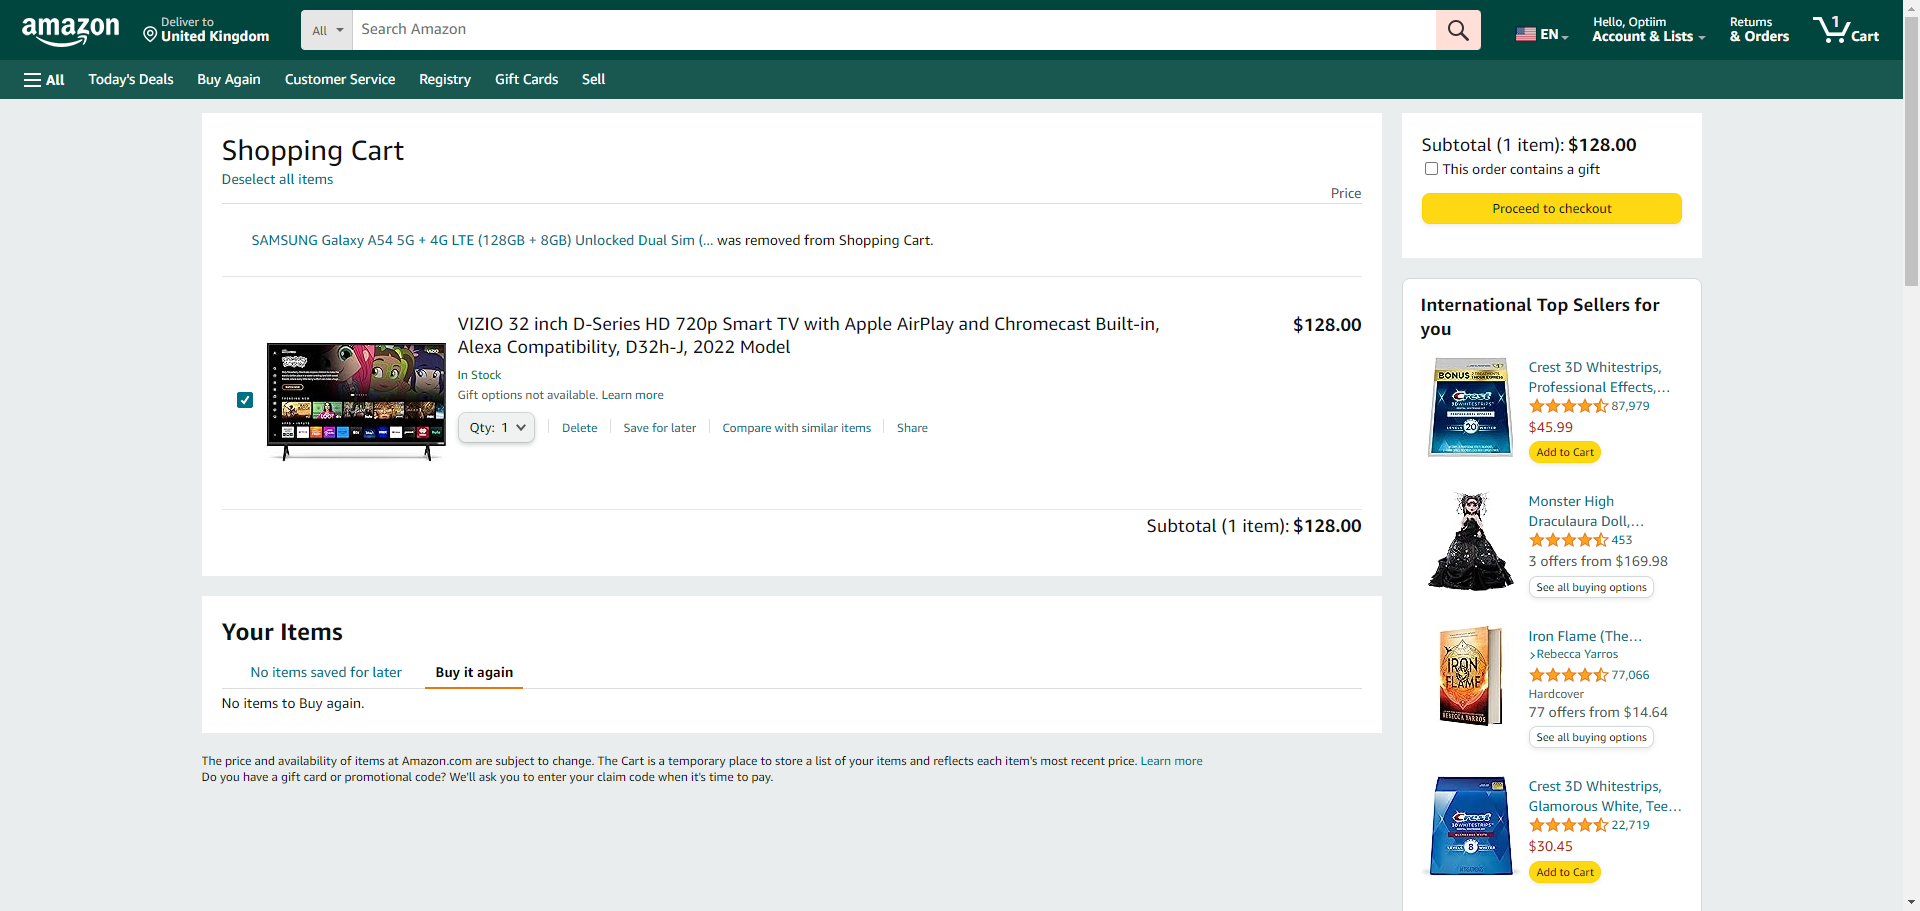 amazon
Deliver to
United Kingdom
All
Search Amazon
EN
Hello, Optiim
Account & Lists
Returns
& Orders
1
Cart
All
Today's Deals
Buy Again
Customer Service
Registry
Gift Cards
Sell
Shopping Cart
Deselect all items
Price
SAMSUNG Galaxy A54 5G + 4G LTE (128GB + 8GB) Unlocked Dual Sim (... was removed from Shopping Cart.
VIZIO 32 inch D-Series HD 720p Smart TV with Apple AirPlay and Chromecast Built-in,
Alexa Compatibility, D32h-J, 2022 Model
$128.00
In Stock
Gift options not available. Learn more
Qty: 1
Delete
Save for later
Compare with similar items
Share
Subtotal (1 item): $128.00
Your Items
No items saved for later
Buy it again
No items to Buy again.
The price and availability of items at Amazon.com are subject to change. The Cart is a temporary place to store a list of your items and reflects each item's most recent price. Learn more
Do you have a gift card or promotional code? We'll ask you to enter your claim code when it's time to pay.
Subtotal (1 item): $128.00
This order contains a gift
Proceed to checkout
International Top Sellers for
you
BONUS
Crest
3DWHITESTRIPS
20
Crest 3D Whitestrips,
Professional Effects,...
87,979
$45.99
Add to Cart
Monster High
Draculaura Doll,...
453
3 offers from $169.98
See all buying options
IRON
FLAME
REBECCA YARROS
Iron Flame (The...
›Rebecca Yarros
77,066
Hardcover
77 offers from $14.64
See all buying options
Crest
3DWHITESTRIPS
8
Crest 3D Whitestrips,
Glamorous White, Tee...
22,719
$30.45
Add to Cart